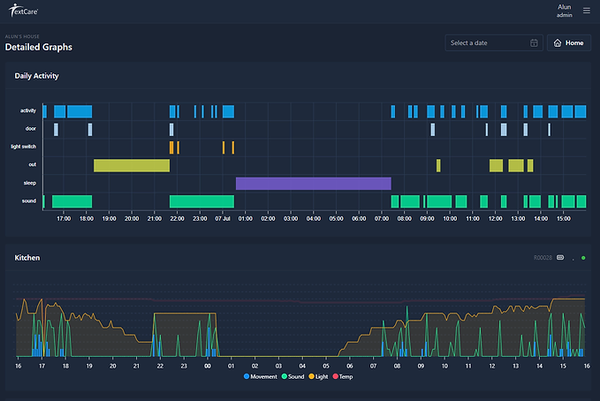 TextCare
Alun
admin
ALUN'S HOUSE
Detailed Graphs
Select a date
Home
Daily Activity
activity
door
light switch
out
sleep
sound
17:00 18:00 19:00 20:00 21:00 22:00 23:00 07 Jul 01:00 02:00 03:00 04:00 05:00 06:00 07:00 08:00 09:00 10:00 11:00 12:00 13:00 14:00 15:00
Kitchen
16 17 18 19 20 21 22 23 00 01 02 03 04 05 06 07 08 09 10 11 12 13 14 15 16
Movement Sound Light Temp